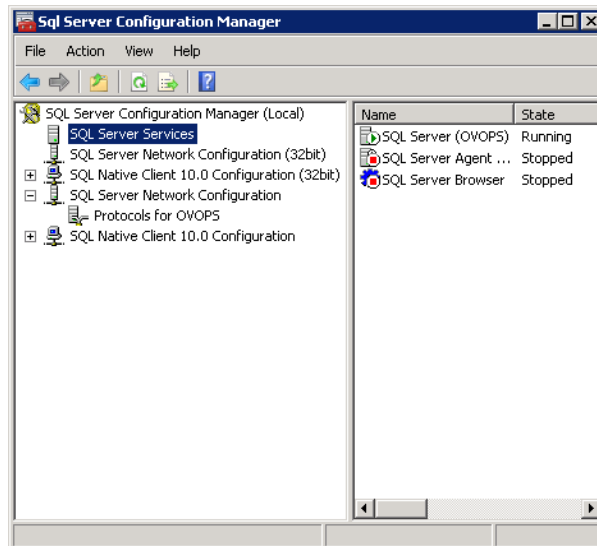 Sql Server Configuration Manager
File Action View Help
SQL Server Configuration Manager (Local)
SQL Server Services
SQL Server Network Configuration (32bit)
SQL Native Client 10.0 Configuration (32bit)
SQL Server Network Configuration
Protocols for OVOPS
SQL Native Client 10.0 Configuration
Name State
SQL Server (OVOPS) Running
SQL Server Agent ... Stopped
SQL Server Browser Stopped